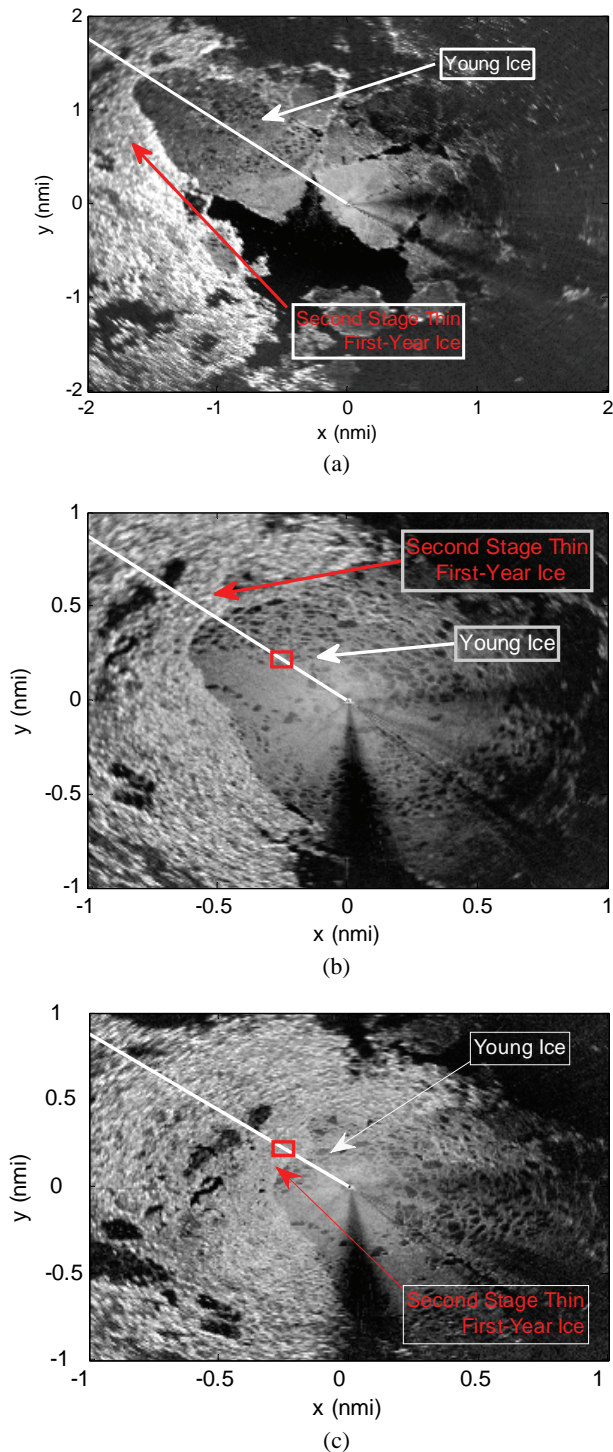 2
Young Ice
1
y (nmi)
0
-1
Second Stage Thin
First-Year Ice
-2
-2
-1
0
1
2
x (nmi)
(a)
1
Second Stage Thin
First-Year Ice
0.5
Young Ice
y (nmi)
0
-0.5
-1
-1
-0.5
0
0.5
1
x (nmi)
(b)
1
Young Ice
0.5
y (nmi)
0
-0.5
Second Stage Thin
First-Year Ice
-1
-1
-0.5
0
0.5
1
x (nmi)
(c)